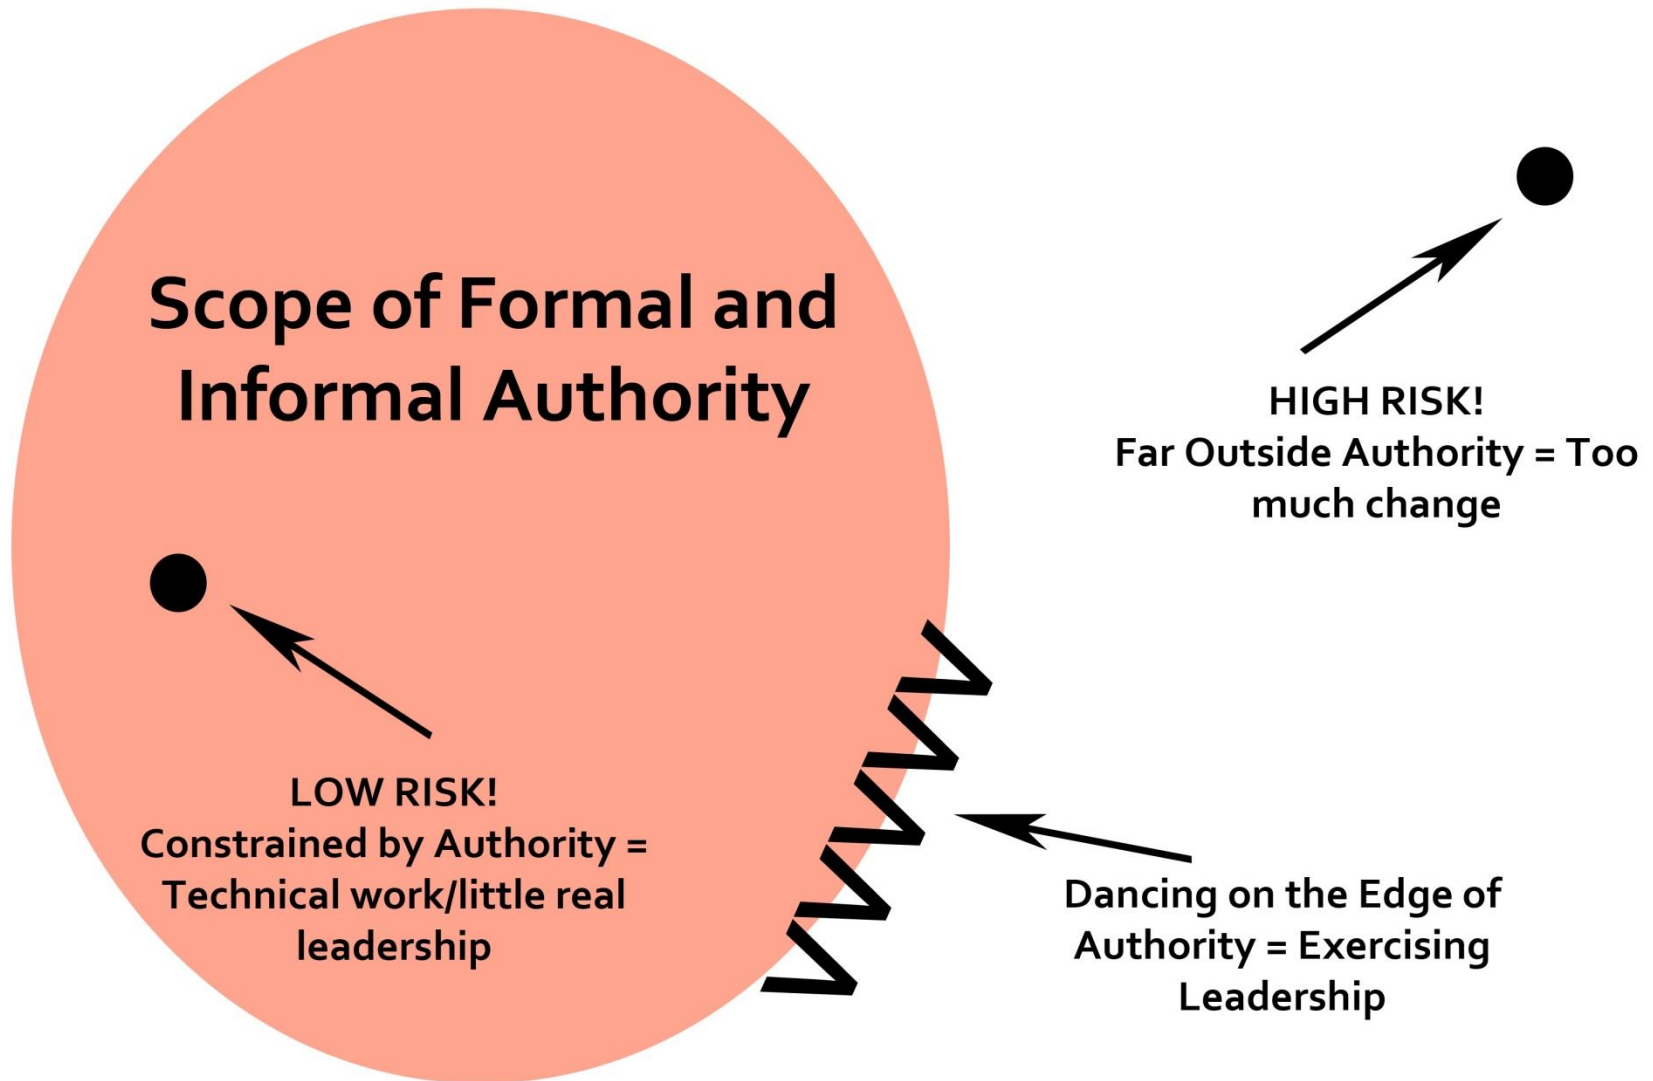 Scope of Formal and
Informal Authority
HIGH RISK!
Far Outside Authority = Too
much change
LOW RISK!
Constrained by Authority =
Technical work/little real
leadership
Dancing on the Edge of
Authority = Exercising
Leadership